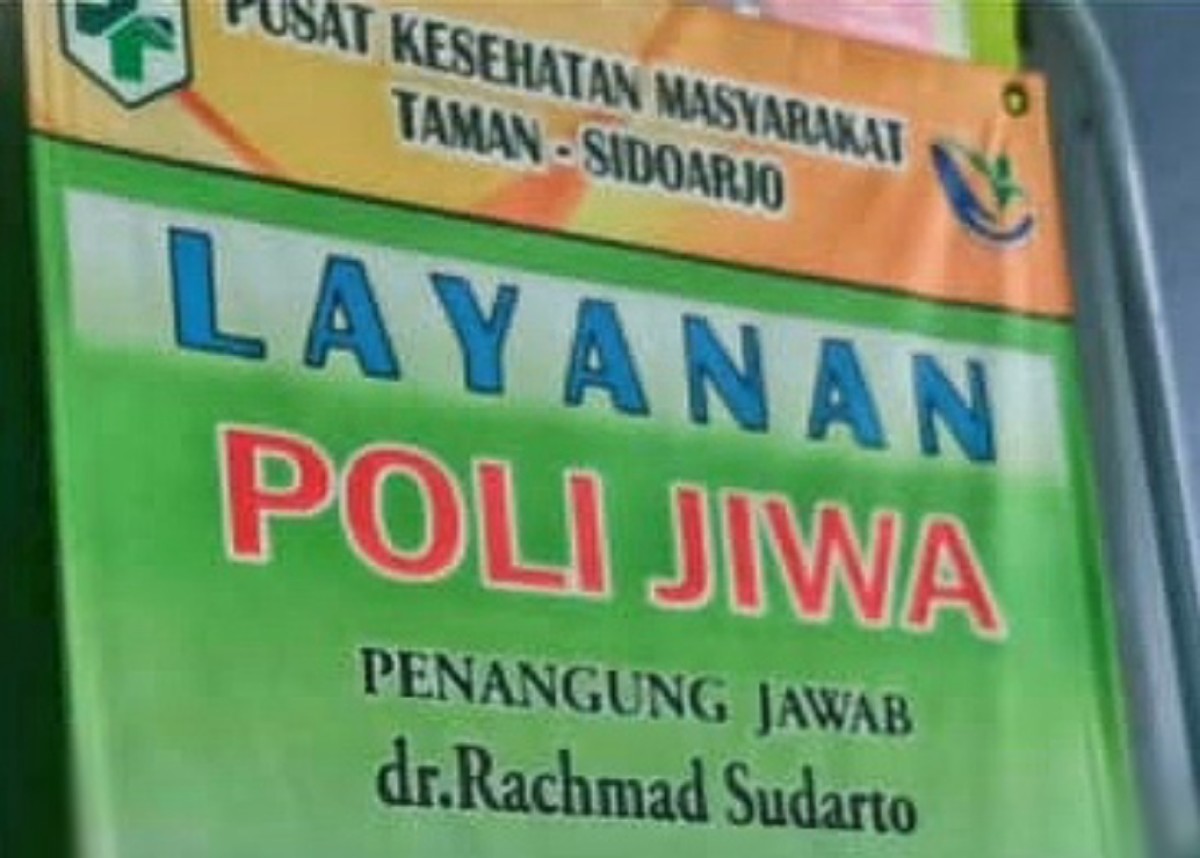 PUSAT KESEHATAN MASYARAKAT
TAMAN - SIDOARJO
LAYANAN
POLI JIWA
PENANGUNG JAWAB
dr.Rachmad Sudarto